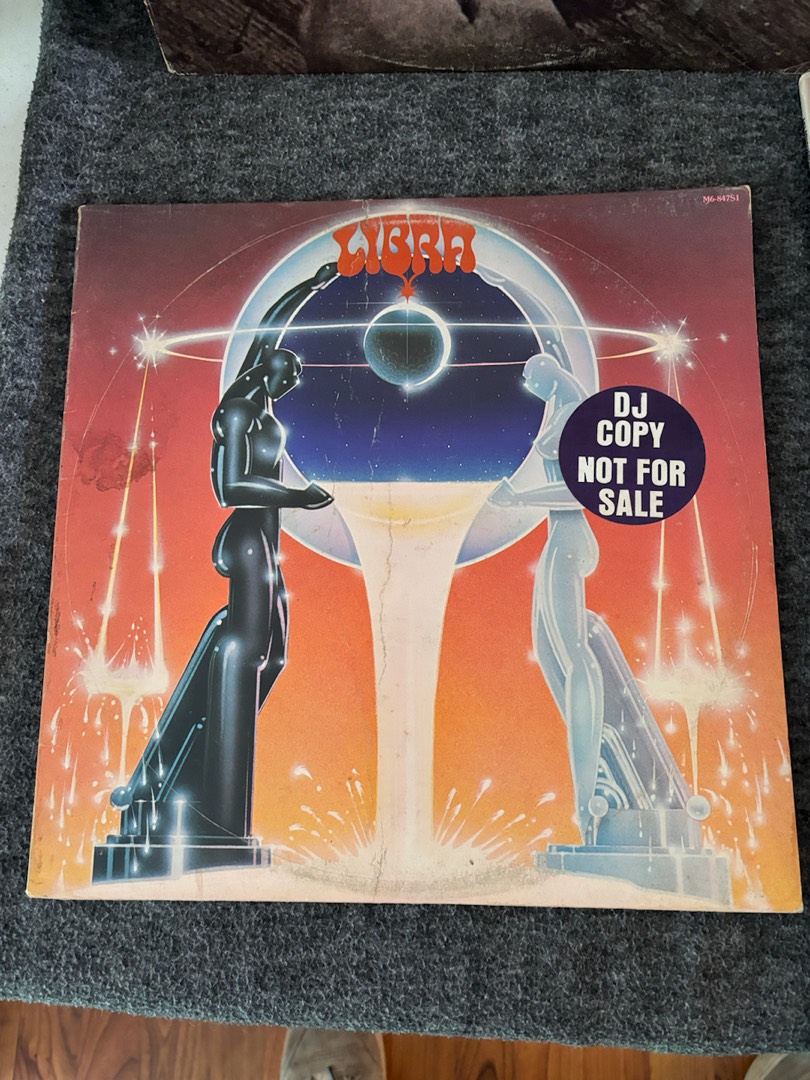 M6-847S1
LIBRA
DJ
COPY
NOT FOR
SALE